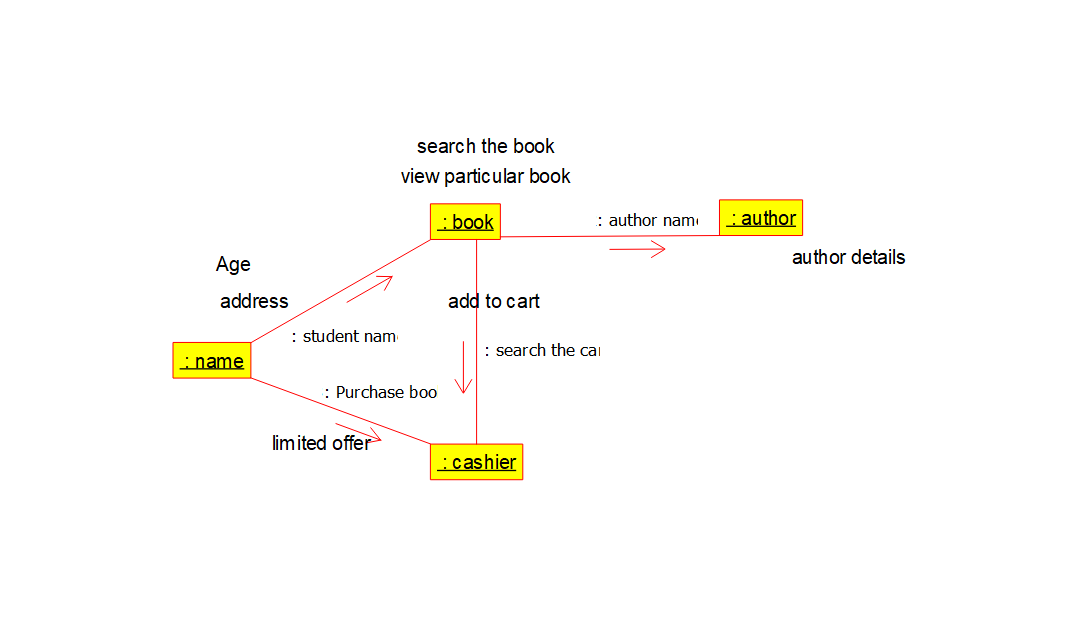 search the book
view particular book
: book
: author name
: author
author details
Age
address
: student nam
add to cart
: search the car
: name
: Purchase boo
limited offer
: cashier